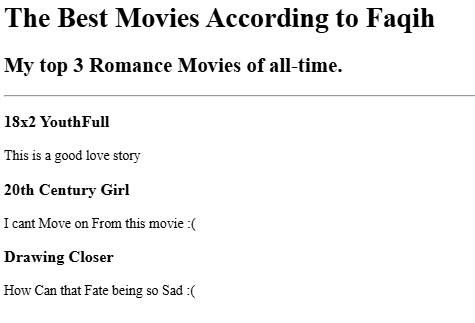 The Best Movies According to Faqih
My top 3 Romance Movies of all-time.
18x2 YouthFull
This is a good love story
20th Century Girl
I cant Move on From this movie :(
Drawing Closer
How Can that Fate being so Sad :(